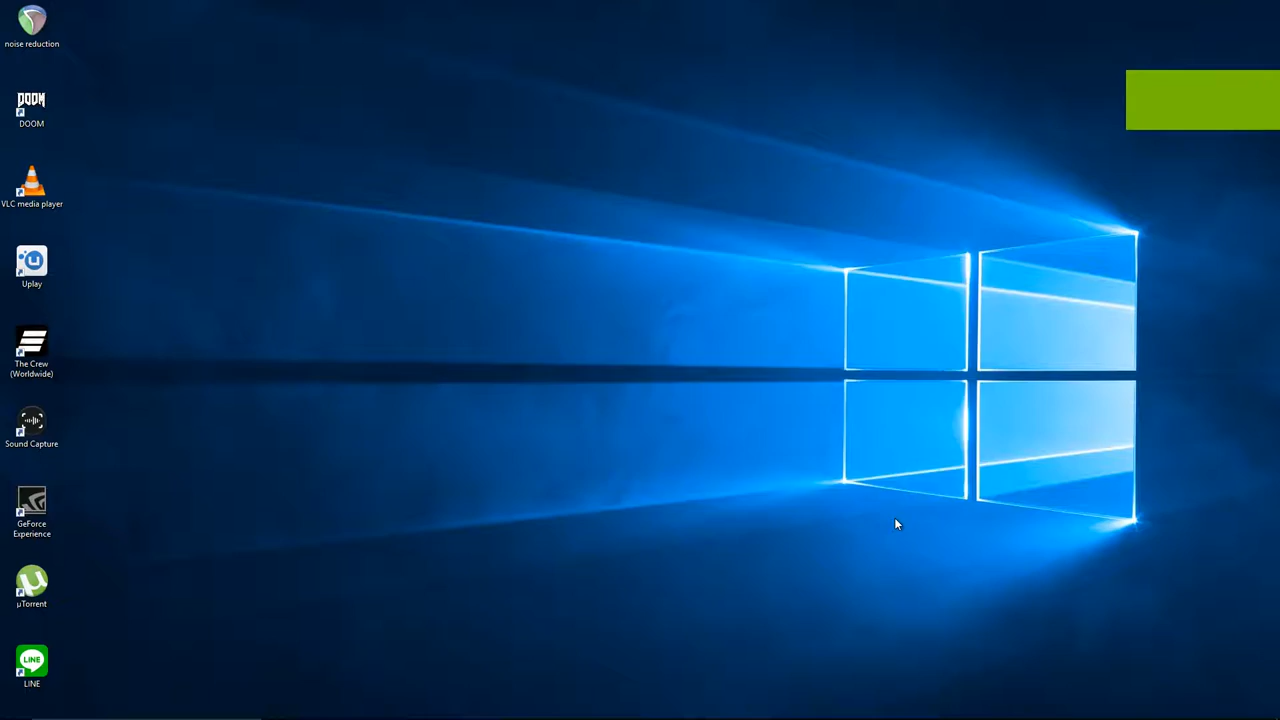 noise reduction
DOOM
DOOM
VLC media player
Uplay
The Crew
(Worldwide)
Sound Capture
GeForce
Experience
µTorrent
LINE
LINE